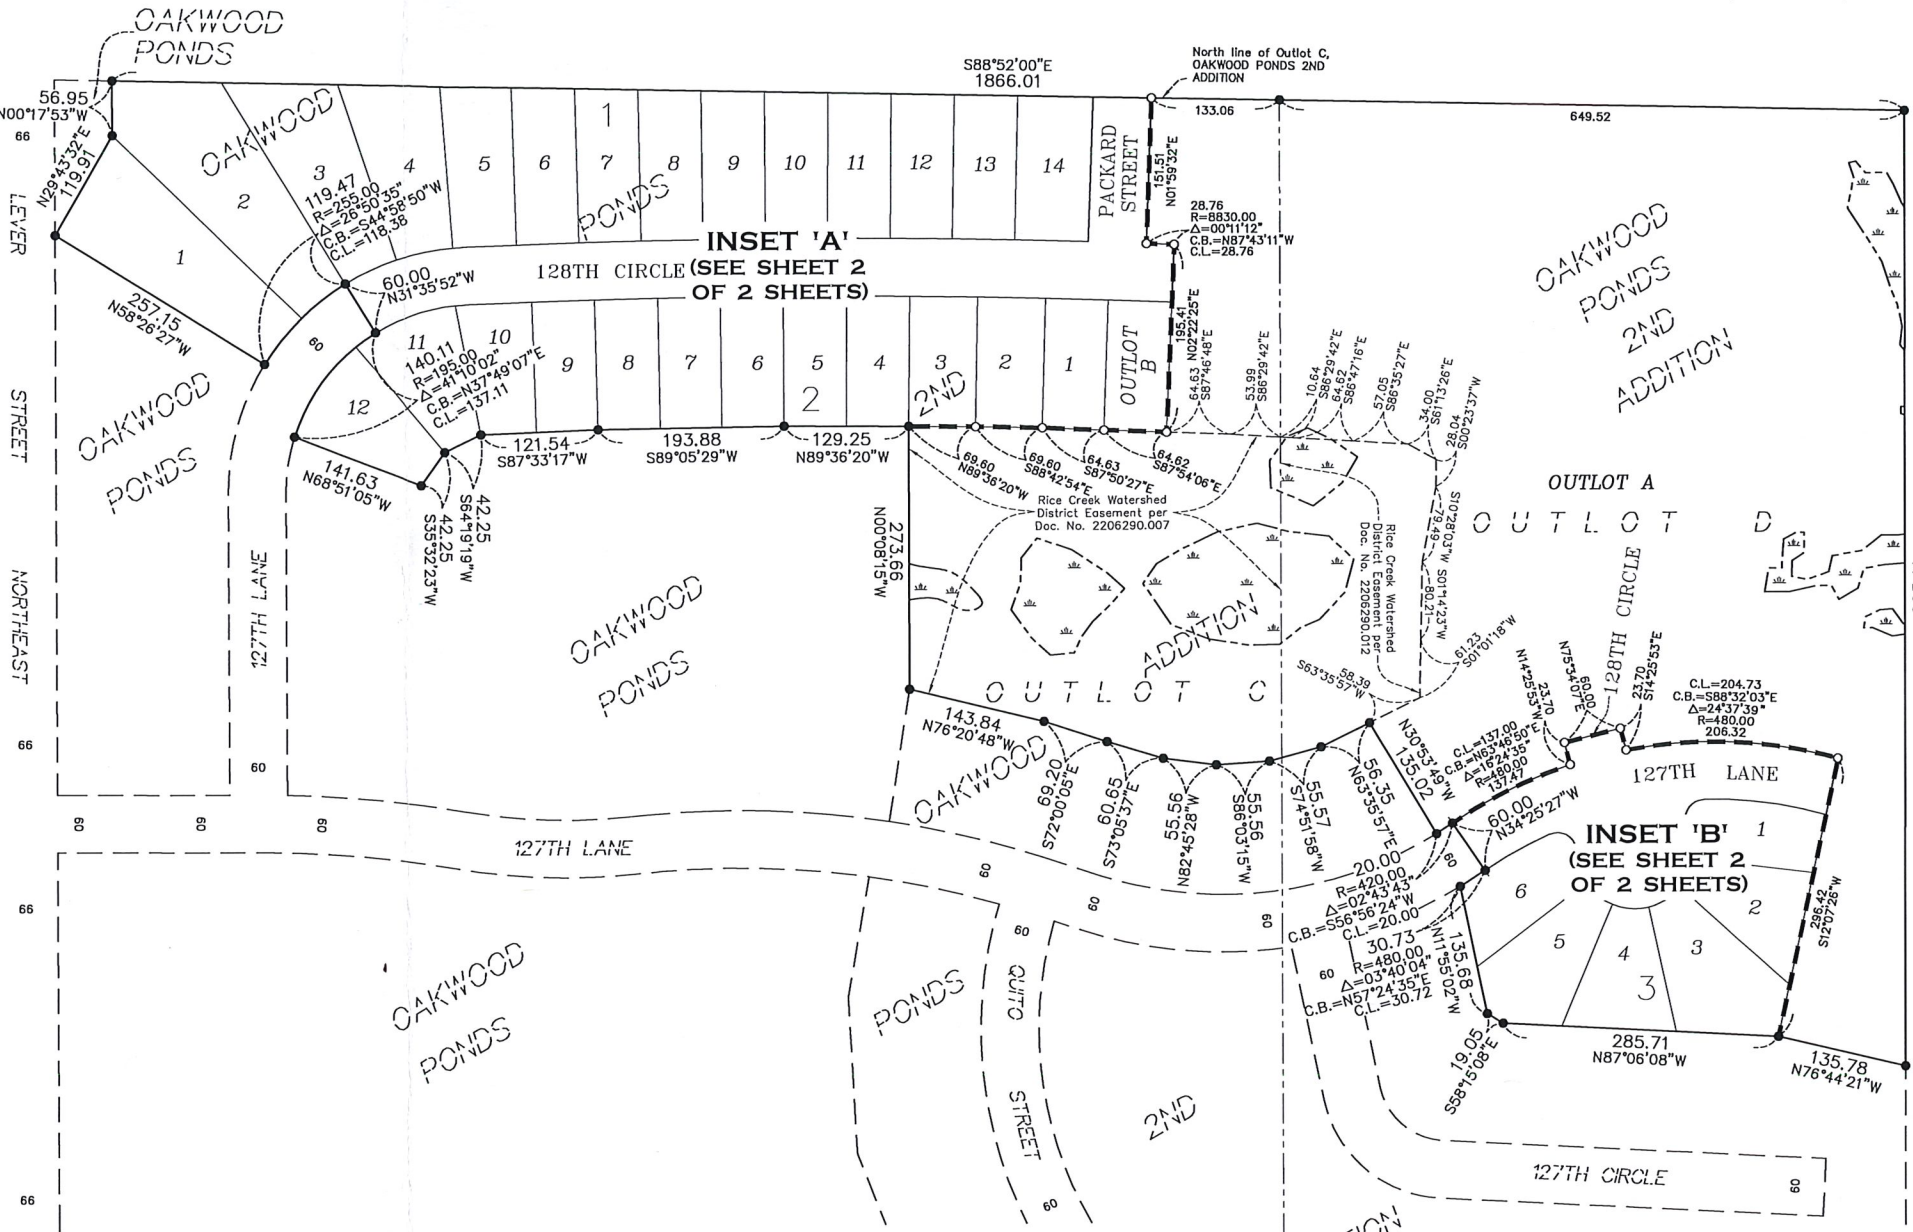 OAKWOOD
PONDS
56.95
N00°17'53"W
66
N29°43'32"E
119.91
LEVER
STREET
NORTHEAST
66
66
66
S88°52'00"E
1866.01
North line of Outlot C,
OAKWOOD PONDS 2ND
ADDITION
133.06
649.52
OAKWOOD
PONDS
1
1
2
3
4
5
6
7
8
9
10
11
12
13
14
PACKARD
STREET
151.51
N01°59'32"E
28.76
R=8830.00
Δ=00°11'12"
C.B.=N87°43'11"W
C.L.=28.76
119.47
R=255.00
Δ=26°50'35"
C.B.=S44°58'50"W
C.L.=118.38
INSET 'A'
(SEE SHEET 2
OF 2 SHEETS)
128TH CIRCLE
60.00
N31°35'52"W
257.15
N58°26'27"W
60
195.41
N02°22'25"E
OAKWOOD
PONDS
2ND
ADDITION
12
11
10
9
8
7
6
5
4
3
2
1
2
2ND
OUTLOT
B
140.11
R=195.00
Δ=41°10'02"
C.B.=N37°49'07"E
C.L.=137.11
64.63
S87°46'48"E
53.99
S86°29'42"E
10.64
S86°29'42"E
64.62
S86°47'16"E
57.05
S86°35'27"E
34.00
S61°13'26"E
28.04
S00°23'37"W
OAKWOOD
PONDS
141.63
N68°51'05"W
42.25
S35°32'23"W
42.25
S64°19'19"W
121.54
S87°33'17"W
193.88
S89°05'29"W
129.25
N89°36'20"W
69.60
N89°36'20"W
69.60
S88°42'54"E
64.63
S87°50'27"E
64.62
S87°54'06"E
Rice Creek Watershed
District Easement per
Doc. No. 2206290.007
Rice Creek Watershed
District Easement per
Doc. No. 2206290.012
273.66
N00°08'15"W
79.49
S10°28'03"W
80.21
S01°14'23"W
61.23
S01°01'18"W
58.39
S63°35'57"W
OUTLOT A
OUTLOT D
127TH LANE
60
OAKWOOD
PONDS
ADDITION
OUTLOT C
143.84
N76°20'48"W
OAKWOOD
69.20
S72°00'05"E
60.65
S73°05'37"E
55.56
N82°45'28"W
55.56
S86°03'15"W
55.57
S74°51'58"W
56.35
N63°35'57"E
N30°53'49"W
135.02
C.L.=137.00
C.B.=N63°46'50"E
Δ=16°24'35"
R=480.00
137.47
N14°25'53"W
23.70
N75°34'07"E
60.00
128TH CIRCLE
23.70
S14°25'53"E
C.L.=204.73
C.B.=S88°32'03"E
Δ=24°37'39"
R=480.00
206.32
127TH LANE
60.00
N34°25'27"W
INSET 'B'
(SEE SHEET 2
OF 2 SHEETS)
1
2
3
4
5
6
3
296.42
S12°07'26"W
20.00
R=420.00
Δ=02°43'43"
C.B.=S56°56'24"W
C.L.=20.00
30.73
R=480.00
Δ=03°40'04"
C.B.=N57°24'35"E
C.L.=30.72
60
135.68
N11°55'02"W
19.05
S58°15'08"E
285.71
N87°06'08"W
135.78
N76°44'21"W
60
60
60
127TH LANE
60
60
60
60
60
QUITO
STREET
60
OAKWOOD
PONDS
PONDS
2ND
127TH CIRCLE
60